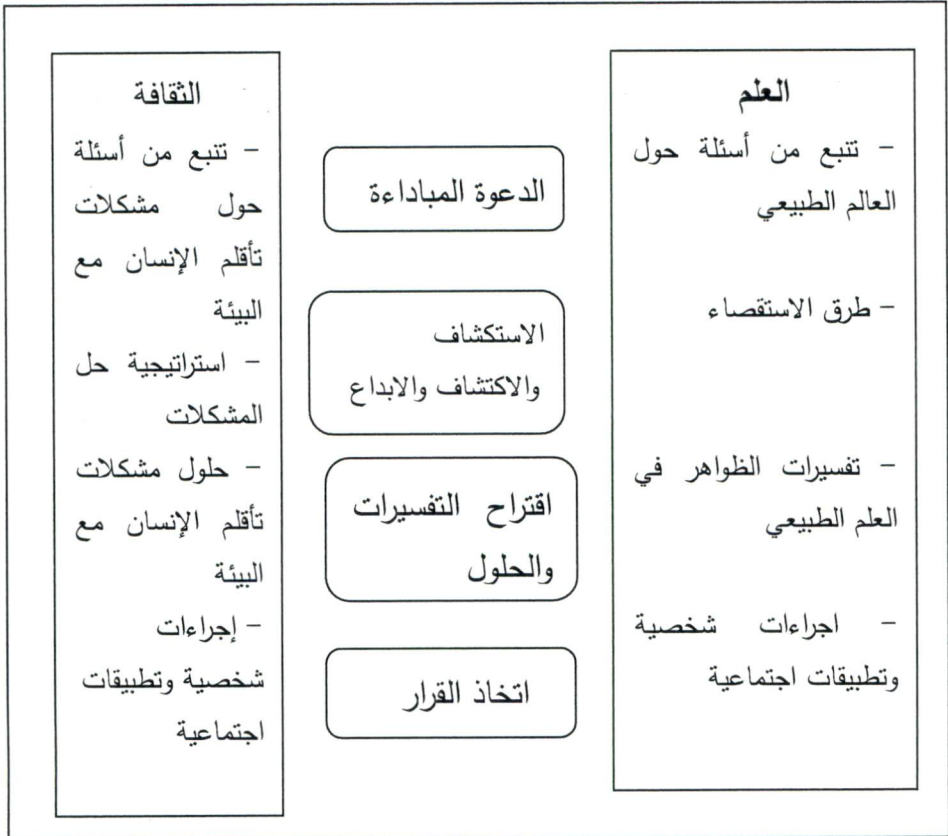 العلم
- تتبع من أسئلة حول
العالم الطبيعي
- طرق الاستقصاء
- تفسيرات الظواهر في
العلم الطبيعي
- اجراءات شخصية
وتطبيقات اجتماعية
الدعوة المباداءة
الاستكشاف
والاكتشاف والابداع
اقتراح التفسيرات
والحلول
اتخاذ القرار
الثقافة
- تتبع من أسئلة
حول مشكلات
تأقلم الإنسان مع
البيئة
- استراتيجية حل
المشكلات
- حلول مشكلات
تأقلم الإنسان مع
البيئة
- إجراءات
شخصية وتطبيقات
اجتماعية